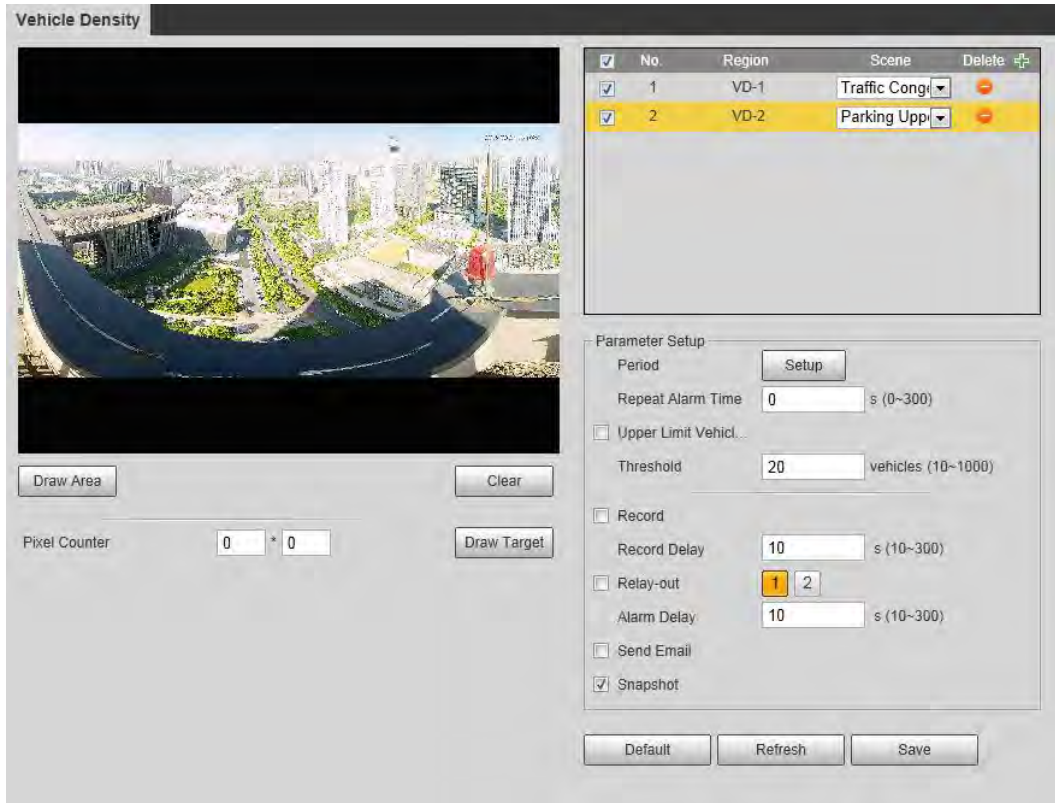 Vehicle Density
No. Region Scene Delete
1 VD-1 Traffic Conge
2 VD-2 Parking Uppe
Parameter Setup
Period Setup
Repeat Alarm Time 0 s (0~300)
Upper Limit Vehicl...
Threshold 20 vehicles (10~1000)
Record
Record Delay 10 s (10~300)
Relay-out 1 2
Alarm Delay 10 s (10~300)
Send Email
Snapshot
Default Refresh Save
Draw Area Clear
Pixel Counter 0 * 0 Draw Target